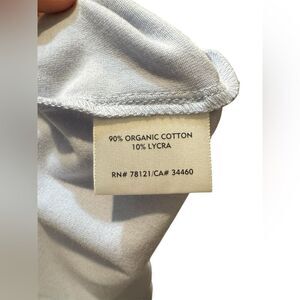 90% ORGANIC COTTON
10% LYCRA
RN# 78121/CA# 34460